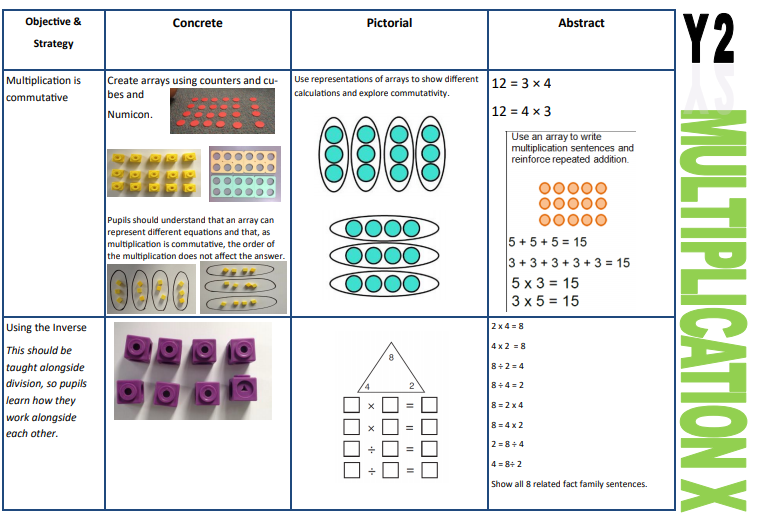 Objective &
Strategy
Concrete
Pictorial
Abstract
Y2
MULTIPLICATION X
Multiplication is
commutative
Create arrays using counters and cu-
bes and
Numicon.
Pupils should understand that an array can
represent different equations and that, as
multiplication is commutative, the order of
the multiplication does not affect the answer.
Use representations of arrays to show different
calculations and explore commutativity.
12 = 3 × 4
12 = 4 × 3
Use an array to write
multiplication sentences and
reinforce repeated addition.
5 + 5 + 5 = 15
3 + 3 + 3 + 3 + 3 = 15
5 x 3 = 15
3 x 5 = 15
Using the Inverse
This should be
taught alongside
division, so pupils
learn how they
work alongside
each other.
8
4 2
× =
× =
÷ =
÷ =
2 x 4 = 8
4 x 2 = 8
8 ÷ 2 = 4
8 ÷ 4 = 2
8 = 2 x 4
8 = 4 x 2
2 = 8 ÷ 4
4 = 8÷ 2
Show all 8 related fact family sentences.